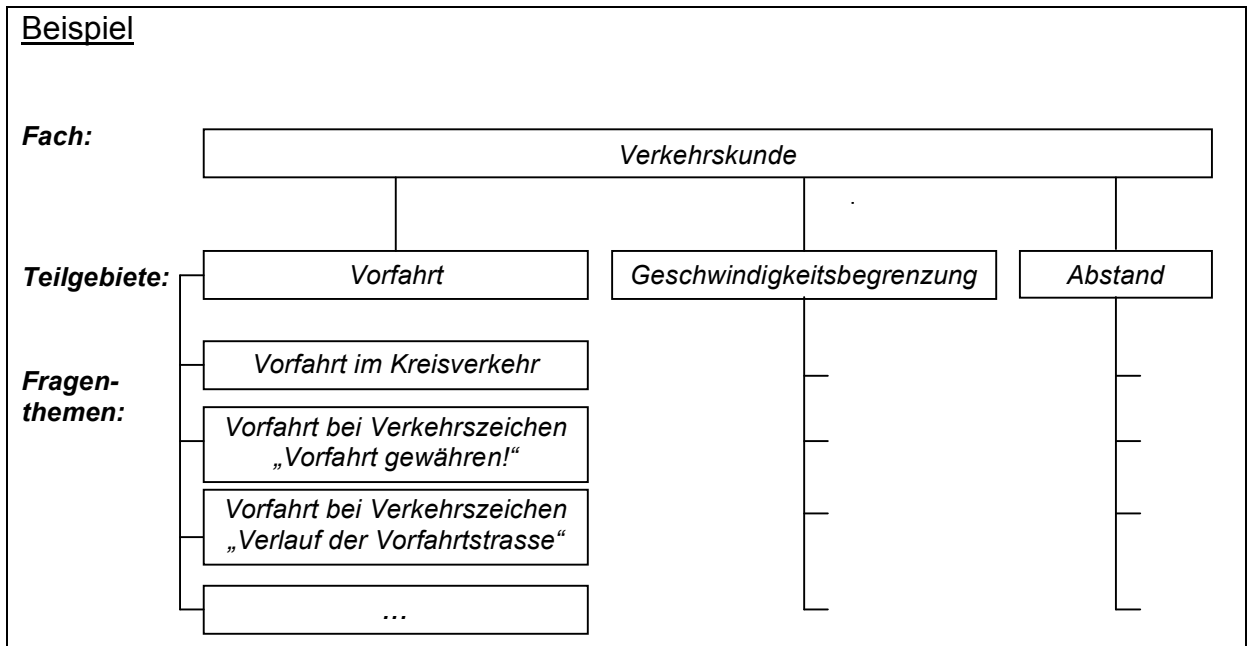 Beispiel
Fach:
Verkehrskunde
Teilgebiete:
Vorfahrt
Geschwindigkeitsbegrenzung
Abstand
Fragen-
themen:
Vorfahrt im Kreisverkehr
Vorfahrt bei Verkehrszeichen
„Vorfahrt gewähren!“
Vorfahrt bei Verkehrszeichen
„Verlauf der Vorfahrtstrasse“
...